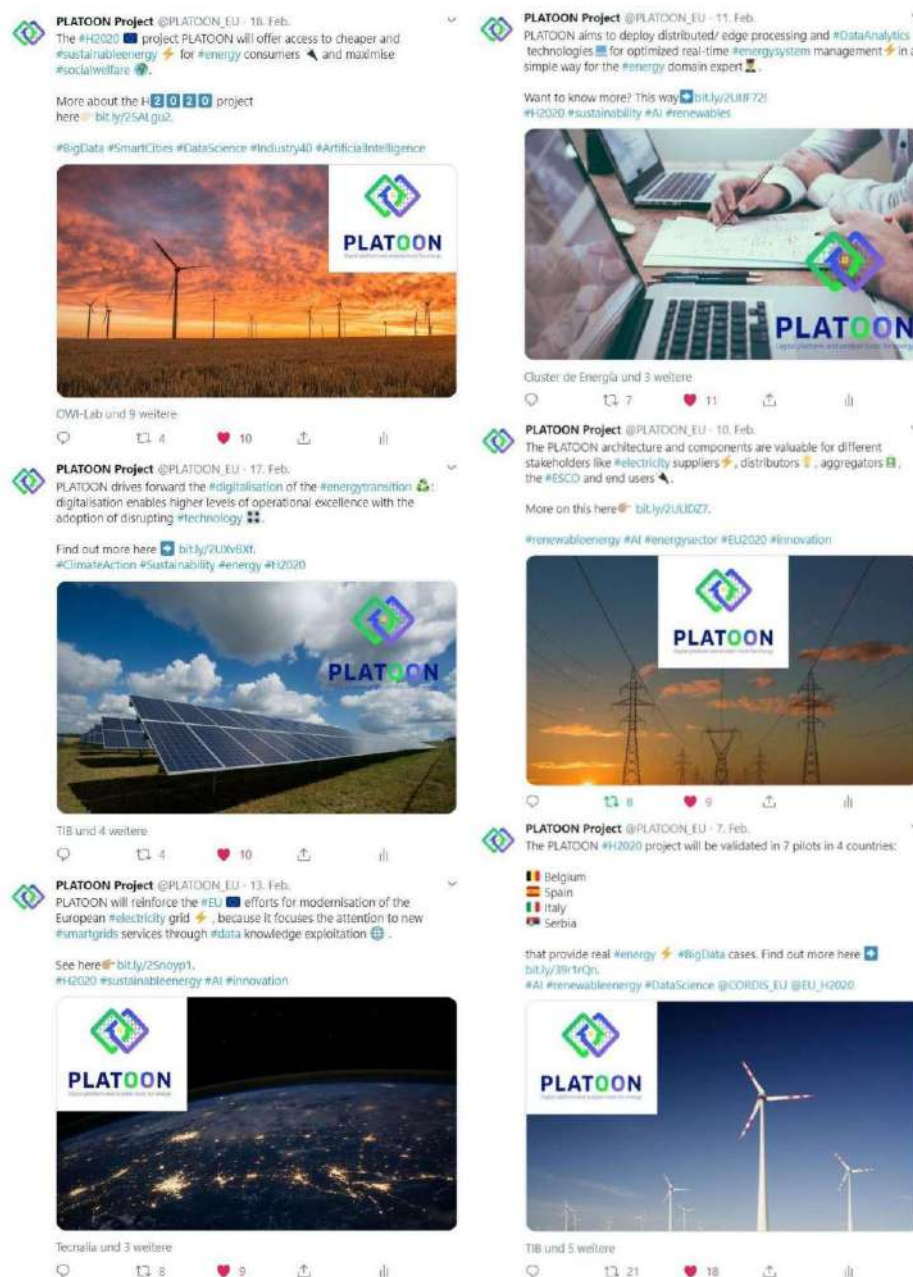 PLATOON Project @PLATOON_EU · 18. Feb.
The #H2020 project PLATOON will offer access to cheaper and
#sustainableenergy for #energy consumers and maximise
#socialwelfare .
More about the H2020 project
here bit.ly/2SALgu2.
#BigData #SmartCities #DataScience #Industry40 #ArtificialIntelligence
PLATOON
OWI-Lab und 9 weitere
4 10
PLATOON Project @PLATOON_EU · 17. Feb.
PLATOON drives forward the #digitalisation of the #energytransition :
digitalisation enables higher levels of operational excellence with the
adoption of disrupting #technology .
Find out more here bit.ly/2UXvBXf.
#ClimateAction #Sustainability #energy #H2020
PLATOON
TIB und 4 weitere
4 10
PLATOON Project @PLATOON_EU · 13. Feb.
PLATOON will reinforce the #EU efforts for modernisation of the
European #electricity grid , because it focuses the attention to new
#smartgrids services through #data knowledge exploitation .
See here bit.ly/2Snoyp1.
#H2020 #sustainableenergy #AI #innovation
PLATOON
Tecnalia und 3 weitere
8 9
PLATOON Project @PLATOON_EU · 11. Feb.
PLATOON aims to deploy distributed/ edge processing and #DataAnalytics
technologies for optimized real-time #energysystem management in a
simple way for the #energy domain expert .
Want to know more? This way
#H2020 #sustainability #AI #renewables
PLATOON
Digital platform and analytic tools for energy
Cluster de Energía und 3 weitere
7 11
PLATOON Project @PLATOON_EU · 10. Feb.
The PLATOON architecture and components are valuable for different
stakeholders like #electricity suppliers , distributors , aggregators ,
the #ESCO and end users .
More on this here
#renewableenergy #AI #energysector #EU2020 #innovation
PLATOON
8 9
PLATOON Project @PLATOON_EU · 7. Feb.
The PLATOON #H2020 project will be validated in 7 pilots in 4 countries:
Belgium
Spain
Italy
Serbia
that provide real #energy #BigData cases. Find out more here
bit.ly/39r1rQn.
#AI #renewableenergy #DataScience @CORDIS_EU @EU_H2020
PLATOON
TIB und 5 weitere
21 18